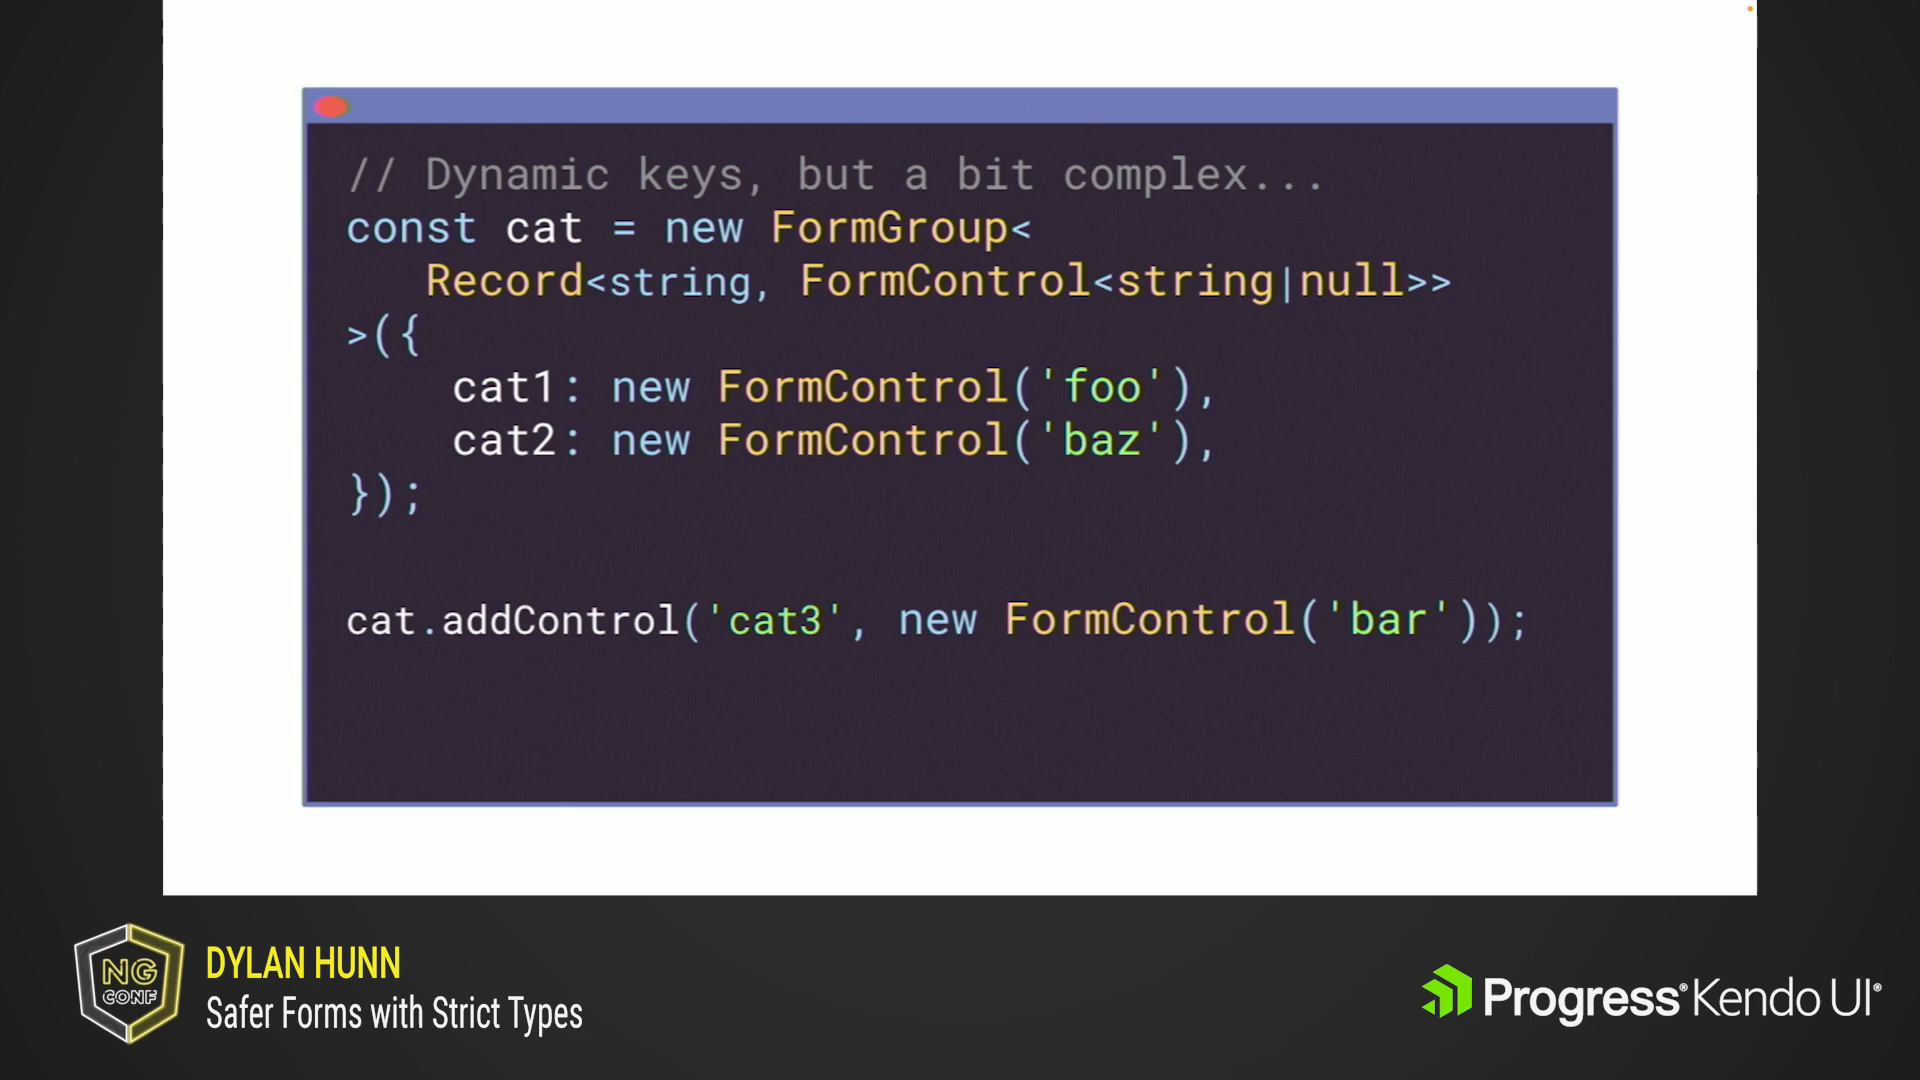 // Dynamic keys, but a bit complex...
const cat = new FormGroup<
    Record<string, FormControl<string|null>>
>({
    cat1: new FormControl('foo'),
    cat2: new FormControl('baz'),
});
cat.addControl('cat3', new FormControl('bar'));
NG
CONF
DYLAN HUNN
Safer Forms with Strict Types
Progress® Kendo UI®